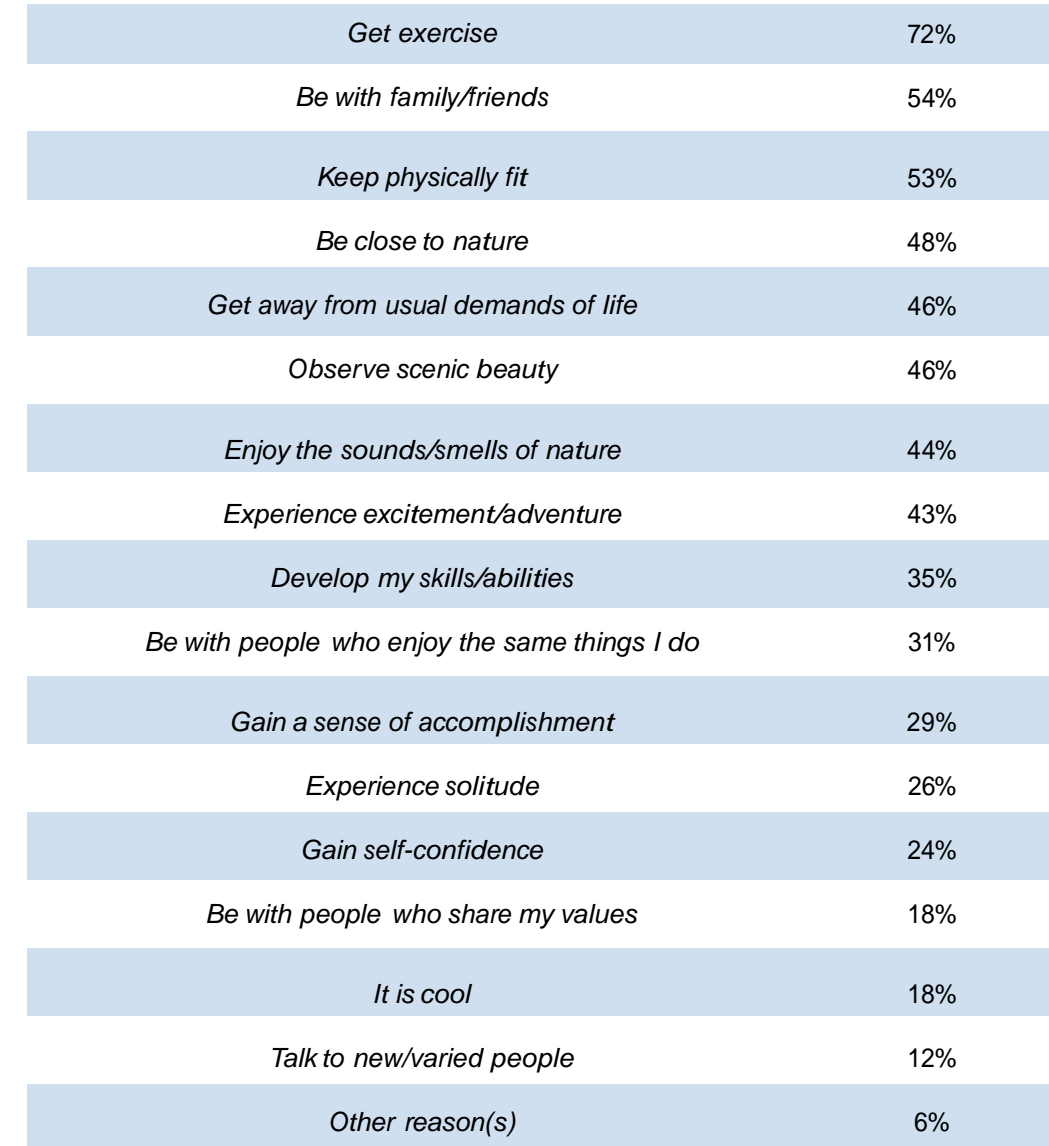 Get exercise 72%
Be with family/friends 54%
Keep physically fit 53%
Be close to nature 48%
Get away from usual demands of life 46%
Observe scenic beauty 46%
Enjoy the sounds/smells of nature 44%
Experience excitement/adventure 43%
Develop my skills/abilities 35%
Be with people who enjoy the same things I do 31%
Gain a sense of accomplishment 29%
Experience solitude 26%
Gain self-confidence 24%
Be with people who share my values 18%
It is cool 18%
Talk to new/varied people 12%
Other reason(s) 6%